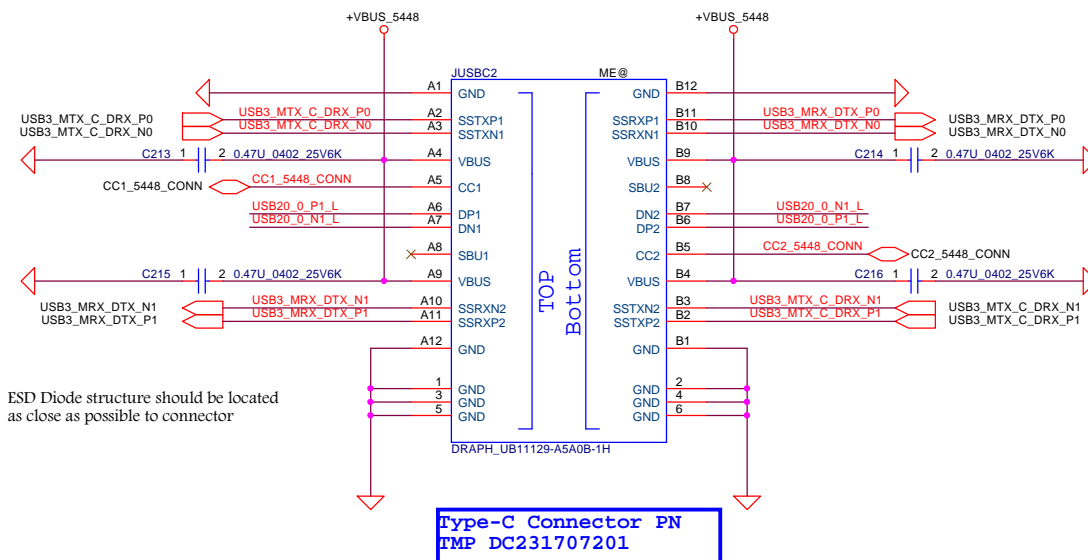 +VBUS_5448
+VBUS_5448
JUSBC2
ME@
A1
GND
GND
B12
USB3_MTX_C_DRX_P0
USB3_MTX_C_DRX_P0
A2
SSTXP1
SSRXP1
B11
USB3_MRX_DTX_P0
USB3_MRX_DTX_P0
USB3_MTX_C_DRX_N0
USB3_MTX_C_DRX_N0
A3
SSTXN1
SSRXN1
B10
USB3_MRX_DTX_N0
USB3_MRX_DTX_N0
C213 1 2 0.47U_0402_25V6K
A4
VBUS
VBUS
B9
C214 1 2 0.47U_0402_25V6K
CC1_5448_CONN
CC1_5448_CONN
A5
CC1
SBU2
B8
USB20_0_P1_L
A6
DP1
DN2
B7
USB20_0_N1_L
USB20_0_N1_L
A7
DN1
DP2
B6
USB20_0_P1_L
A8
SBU1
CC2
B5
CC2_5448_CONN
CC2_5448_CONN
C215 1 2 0.47U_0402_25V6K
A9
VBUS
VBUS
B4
C216 1 2 0.47U_0402_25V6K
USB3_MRX_DTX_N1
USB3_MRX_DTX_N1
A10
SSRXN2
SSTXN2
B3
USB3_MTX_C_DRX_N1
USB3_MTX_C_DRX_N1
USB3_MRX_DTX_P1
USB3_MRX_DTX_P1
A11
SSRXP2
SSTXP2
B2
USB3_MTX_C_DRX_P1
USB3_MTX_C_DRX_P1
A12
GND
GND
B1
1
GND
GND
2
3
GND
GND
4
5
GND
GND
6
TOP
Bottom
ESD Diode structure should be located
as close as possible to connector
DRAPH_UB11129-A5A0B-1H
Type-C Connector PN
TMP DC231707201